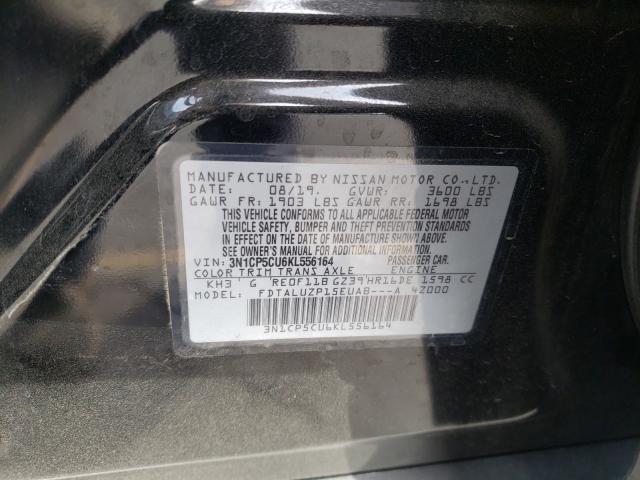 MANUFACTURED BY NISSAN MOTOR CO.,LTD.
DATE: 08/19. GVWR: 3600 LBS
GAWR FR: 1903 LBS GAWR RR: 1698 LBS
THIS VEHICLE CONFORMS TO ALL APPLICABLE FEDERAL MOTOR
VEHICLE SAFETY, BUMPER AND THEFT PREVENTION STANDARDS
IN EFFECT ON THE DATE OF MANUFACTURE SHOWN ABOVE.
SEE OWNER'S MANUAL FOR MORE INFORMATION.
VIN: 3N1CP5CU6KL556164 PASSENGER CAR.
COLOR TRIM TRANS AXLE ENGINE
KH3 G RE0F11B GZ39 HR16DE 1598 CC
MODEL: FDTALUZP15EUAB---A 42000
3N1CP5CU6KL556164